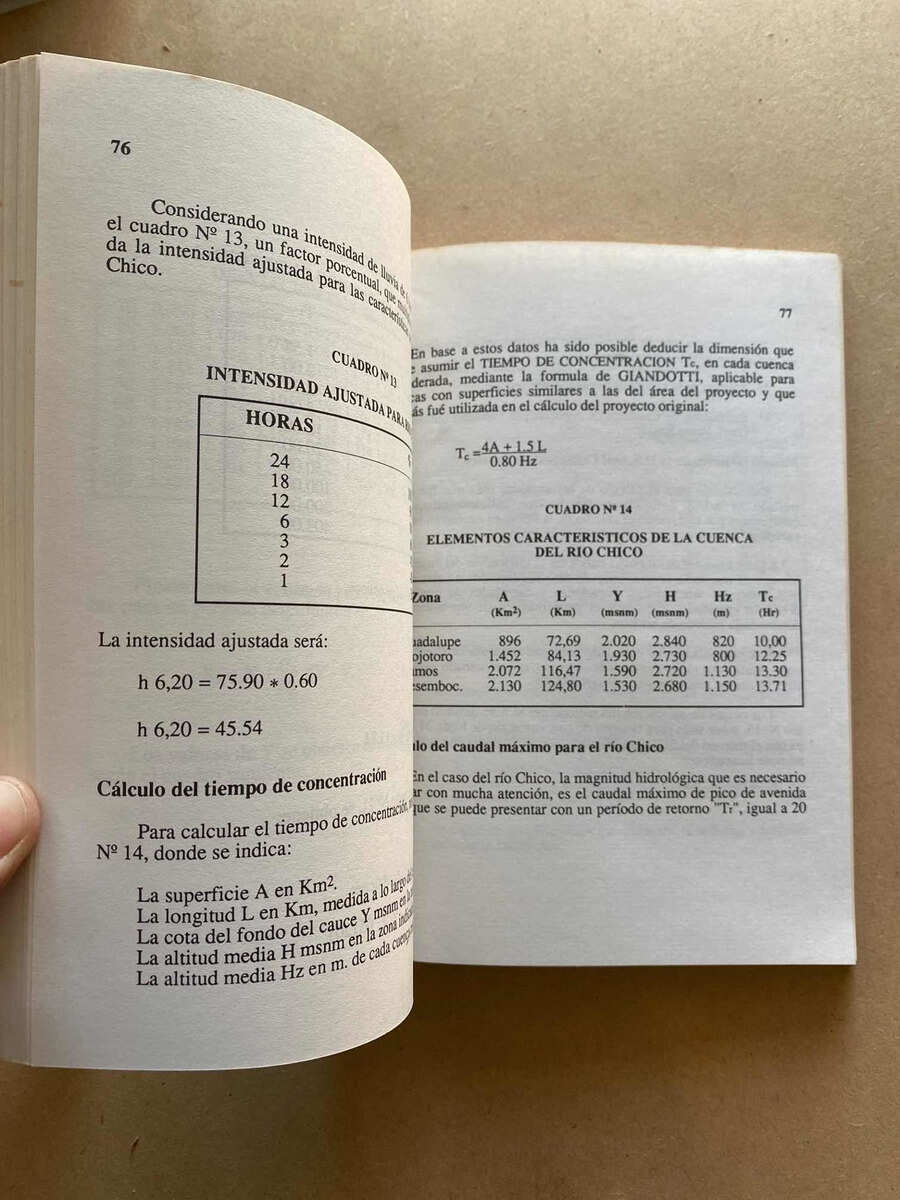 76
Considerando una intensidad de lluvia de
el cuadro Nº 13, un factor porcentual, que
da la intensidad ajustada para las
Chico.
CUADRO Nº 13
INTENSIDAD AJUSTADA PARA
HORAS
24
18
12
6
3
2
1
La intensidad ajustada será:
h 6,20 = 75.90 * 0.60
h 6,20 = 45.54
Cálculo del tiempo de concentración
Para calcular el tiempo de concentración,
Nº 14, donde se indica:
La superficie A en Km2.
La longitud L en Km, medida a lo largo
La cota del fondo del cauce Y msnm en
La altitud media H msnm en la zona
La altitud media Hz en m. de cada
77
En base a estos datos ha sido posible deducir la dimensión que
asumir el TIEMPO DE CONCENTRACION Tc, en cada cuenca
derada, mediante la formula de GIANDOTTI, aplicable para
cas con superficies similares a las del área del proyecto y que
ás fué utilizada en el cálculo del proyecto original:
Tc = 4A + 1.5 L
0.80 Hz
CUADRO Nº 14
ELEMENTOS CARACTERISTICOS DE LA CUENCA
DEL RIO CHICO
Zona A L Y H Hz Tc
(Km2) (Km) (msnm) (msnm) (m) (Hr)
adalupe 896 72,69 2.020 2.840 820 10,00
ojotoro 1.452 84,13 1.930 2.730 800 12.25
mos 2.072 116,47 1.590 2.720 1.130 13.30
esemboc. 2.130 124,80 1.530 2.680 1.150 13.71
lo del caudal máximo para el río Chico
En el caso del río Chico, la magnitud hidrológica que es necesario
ar con mucha atención, es el caudal máximo de pico de avenida
que se puede presentar con un período de retorno "Tr", igual a 20